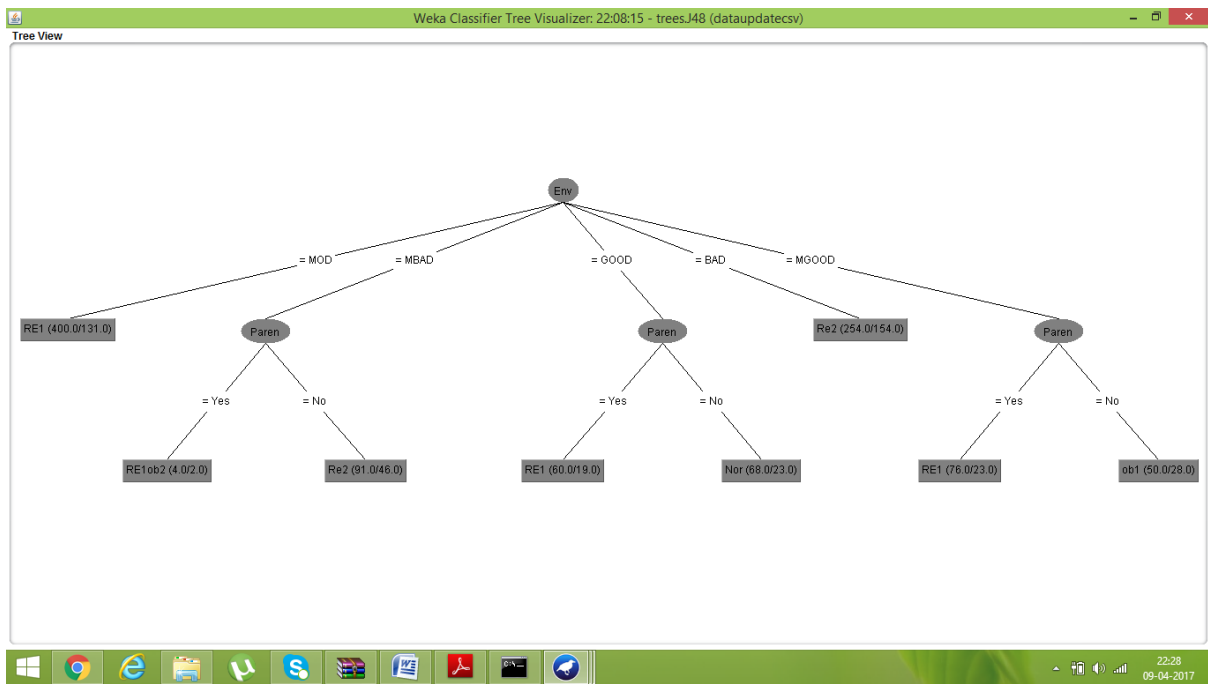 Weka Classifier Tree Visualizer: 22:08:15 - trees.J48 (dataupdatecsv)
Tree View
Env
= MOD = MBAD = GOOD = BAD = MGOOD
RE1 (400.0/131.0) Paren Paren Re2 (254.0/154.0) Paren
= Yes = No = Yes = No = Yes = No
RE1ob2 (4.0/2.0) Re2 (91.0/46.0) RE1 (60.0/19.0) Nor (68.0/23.0) RE1 (76.0/23.0) ob1 (50.0/28.0)
22:28
09-04-2017